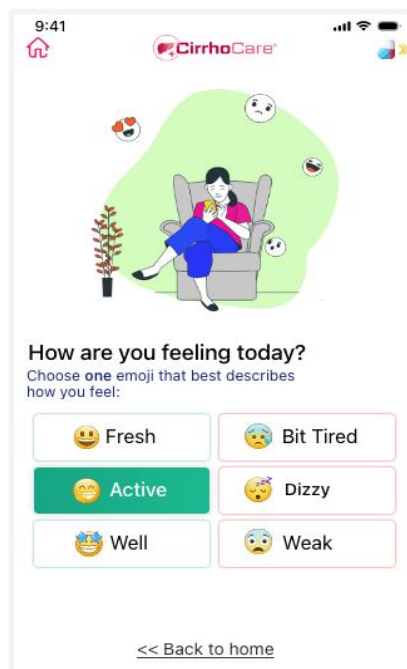 9:41
CirrhoCare®
How are you feeling today?
Choose one emoji that best describes
how you feel:
Fresh
Bit Tired
Active
Dizzy
Well
Weak
<< Back to home